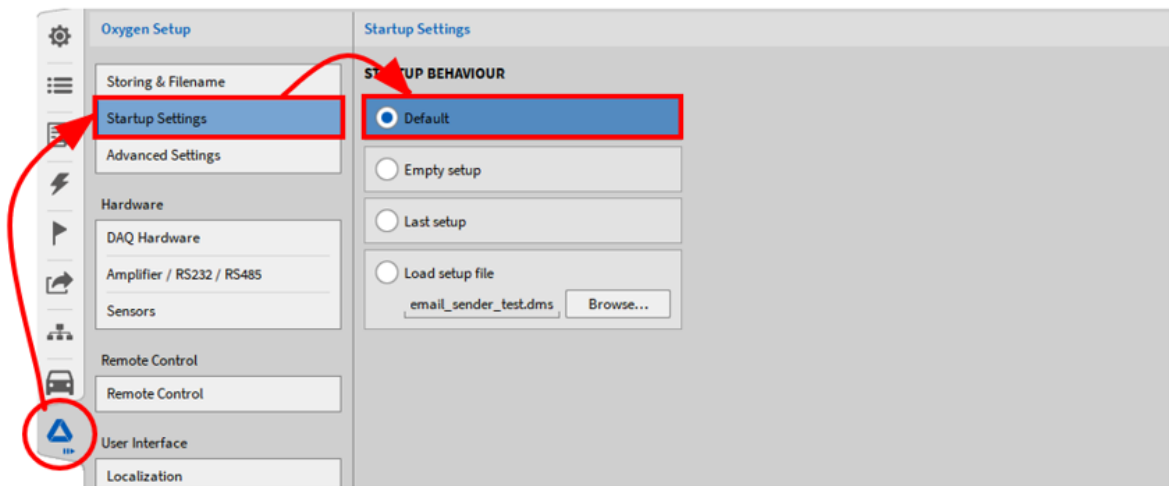 Oxygen Setup
Startup Settings
Storing & Filename
Startup Settings
Advanced Settings
Hardware
DAQ Hardware
Amplifier / RS232 / RS485
Sensors
Remote Control
Remote Control
User Interface
Localization
STARTUP BEHAVIOUR
Default
Empty setup
Last setup
Load setup file
email_sender_test.dms Browse...